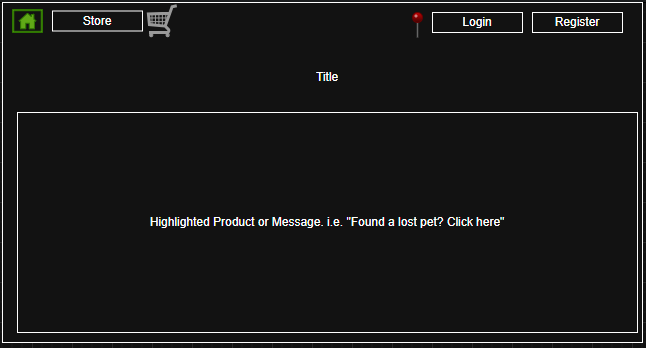 Store
Login
Register
Title
Highlighted Product or Message. i.e. "Found a lost pet? Click here"